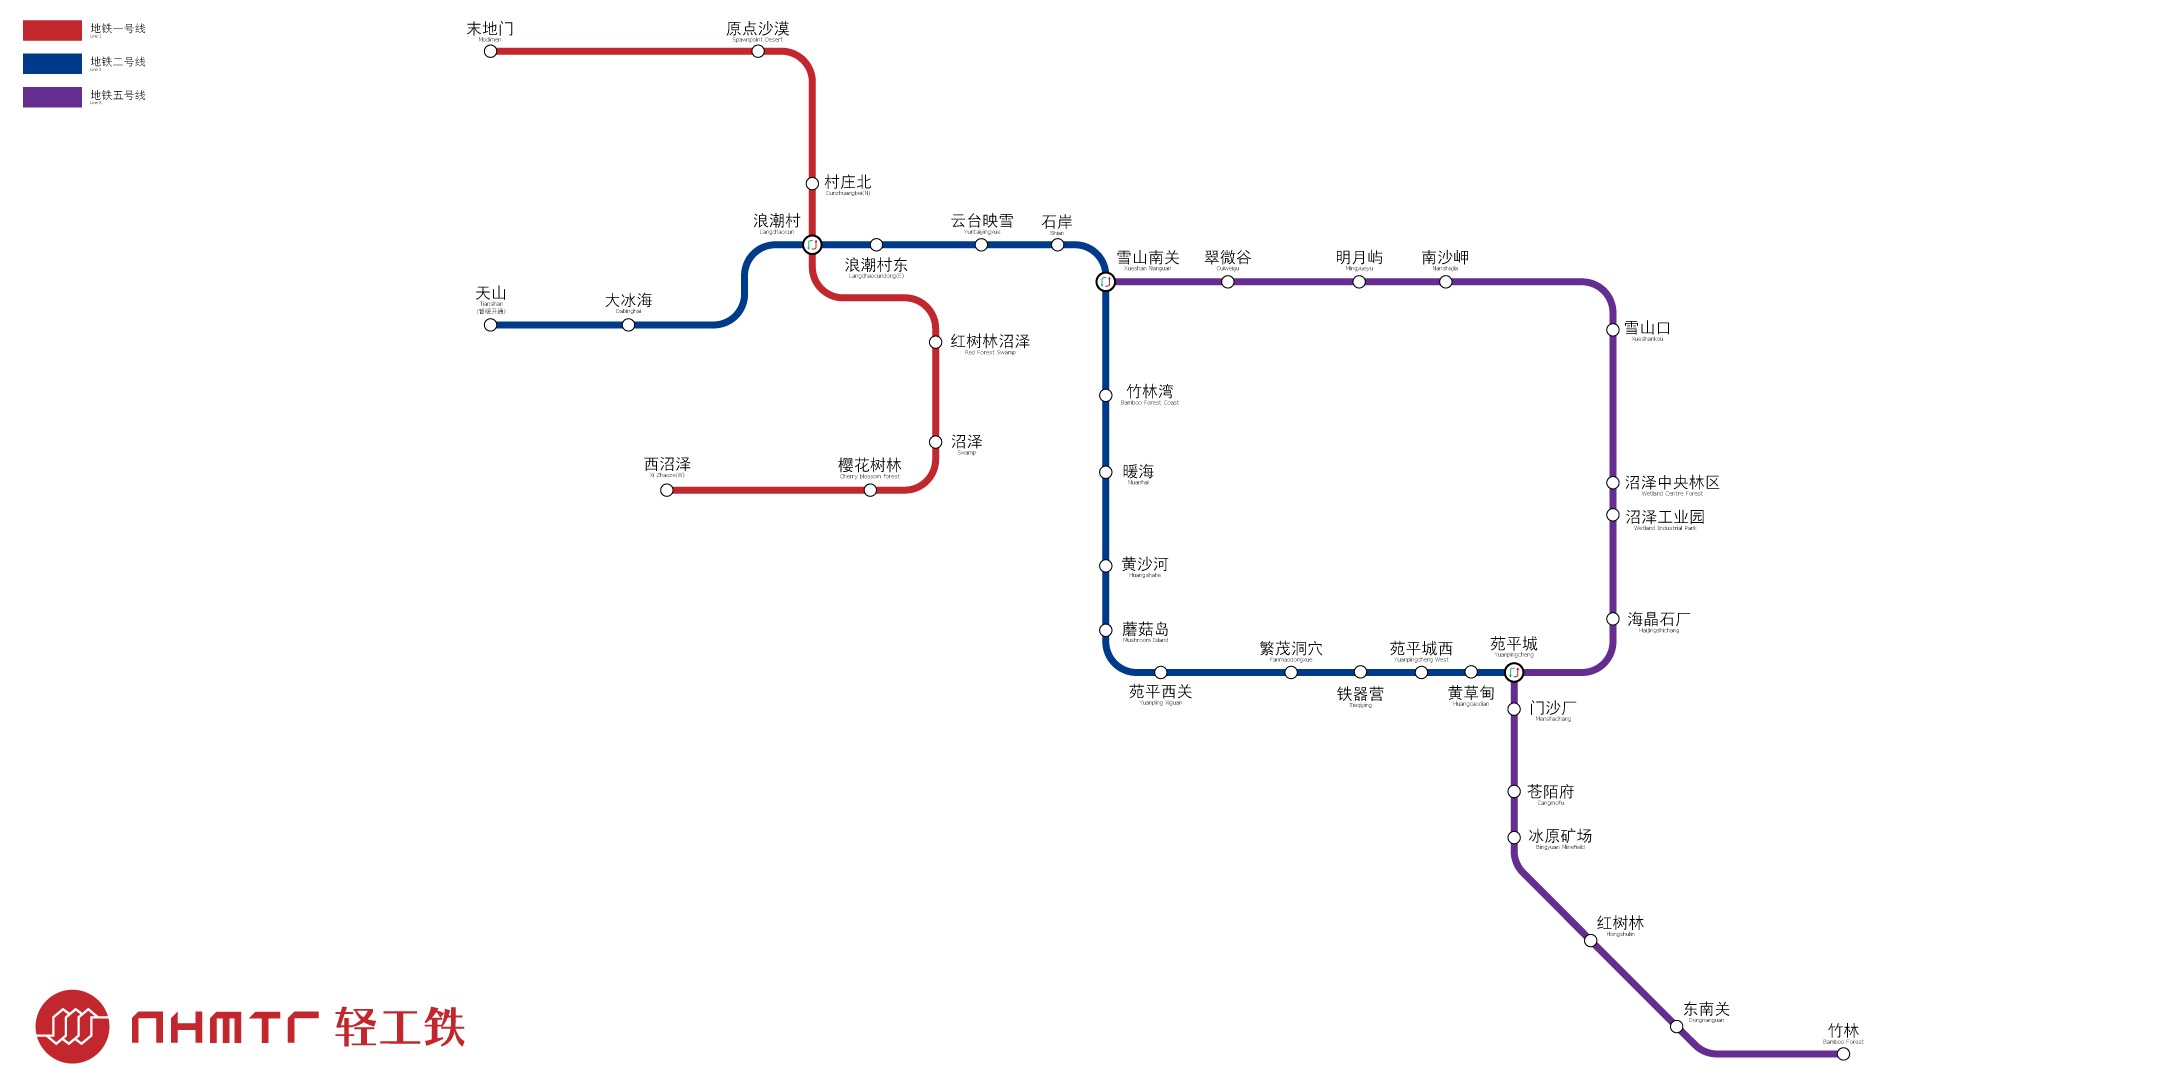 地铁一号线
Line 1
地铁二号线
Line 2
地铁五号线
Line 5
末地门
Modimen
原点沙漠
Spawnpoint Desert
村庄北
Cunzhuangbei(N)
浪潮村
Langchaocun
浪潮村东
Langchaocundong(E)
云台映雪
Yuntaiyingxue
石岸
Shian
天山
Tianshan
(暂缓开通)
大冰海
Dabinghai
雪山南关
Xueshan Nanguan
翠微谷
Cuiweigu
明月屿
Mingyueyu
南沙岬
Nanshajia
雪山口
Xueshankou
红树林沼泽
Red Forest Swamp
沼泽
Swamp
樱花树林
Cherry blossom forest
西沼泽
Xi Zhaoze(W)
竹林湾
Bamboo Forest Coast
暖海
Nuanhai
黄沙河
Huangshahe
蘑菇岛
Mushroom Island
沼泽中央林区
Wetland Centre Forest
沼泽工业园
Wetland Industrial Park
海晶石厂
Haijingshichang
苑平西关
Yuanping Xiguan
繁茂洞穴
Fanmaodongxue
铁器营
Tieqiying
苑平城西
Yuanpingcheng West
黄草甸
Huangcaodian
苑平城
Yuanpingcheng
门沙厂
Menshachang
苍陌府
Cangmofu
冰原矿场
Bingyuan Minefield
红树林
Hongshulin
东南关
Dongnanguan
竹林
Bamboo Forest
NHMTR 轻工铁